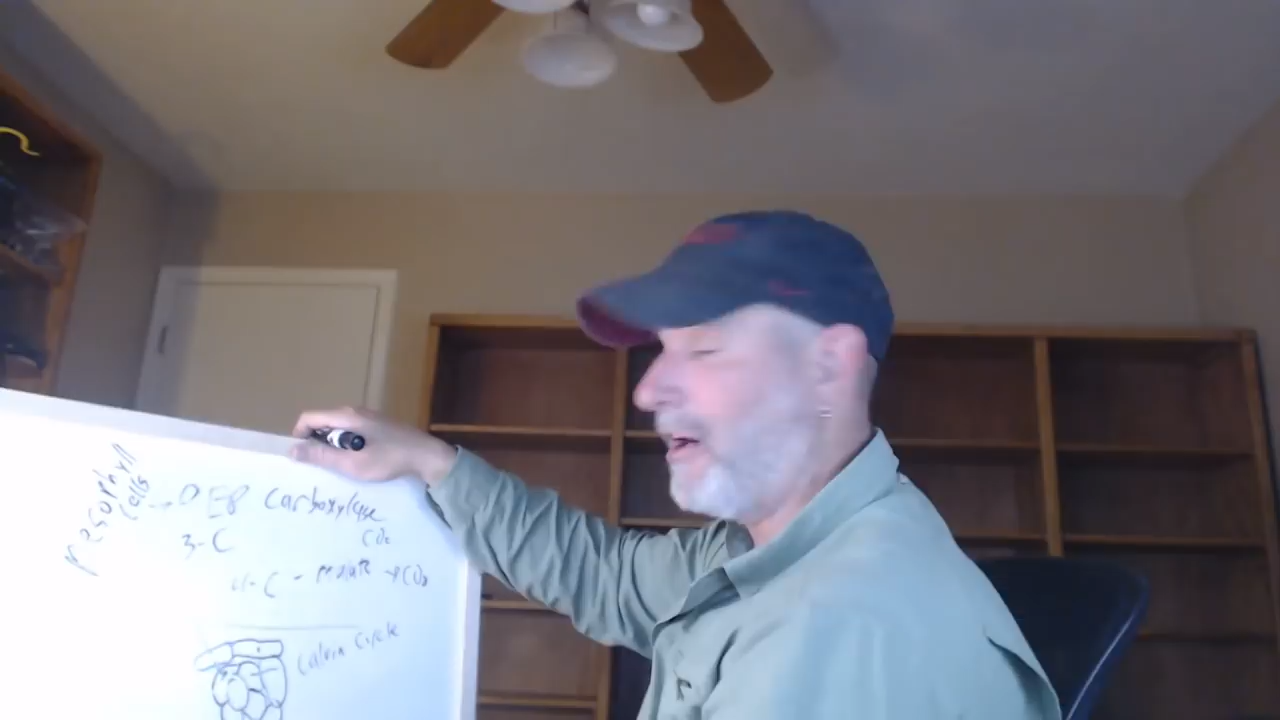 mesophyll
cells
→ PEP carboxylase
3-C
CO₂
4-C - malate → CO₂
Calvin Cycle